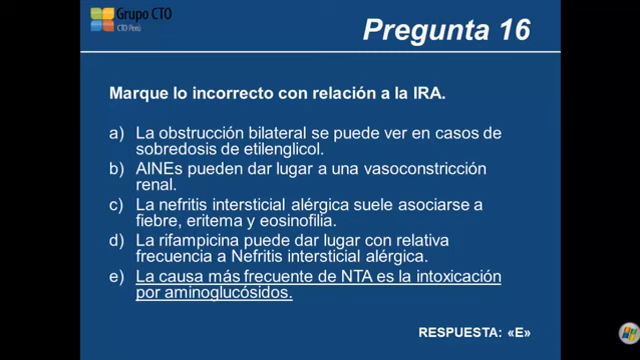 Grupo CTO
CTO Perú
Pregunta 16
Marque lo incorrecto con relación a la IRA.
a) La obstrucción bilateral se puede ver en casos de
sobredosis de etilenglicol.
b) AINEs pueden dar lugar a una vasoconstricción
renal.
c) La nefritis intersticial alérgica suele asociarse a
fiebre, eritema y eosinofilia.
d) La rifampicina puede dar lugar con relativa
frecuencia a Nefritis intersticial alérgica.
e) La causa más frecuente de NTA es la intoxicación
por aminoglucósidos.
RESPUESTA: «E»